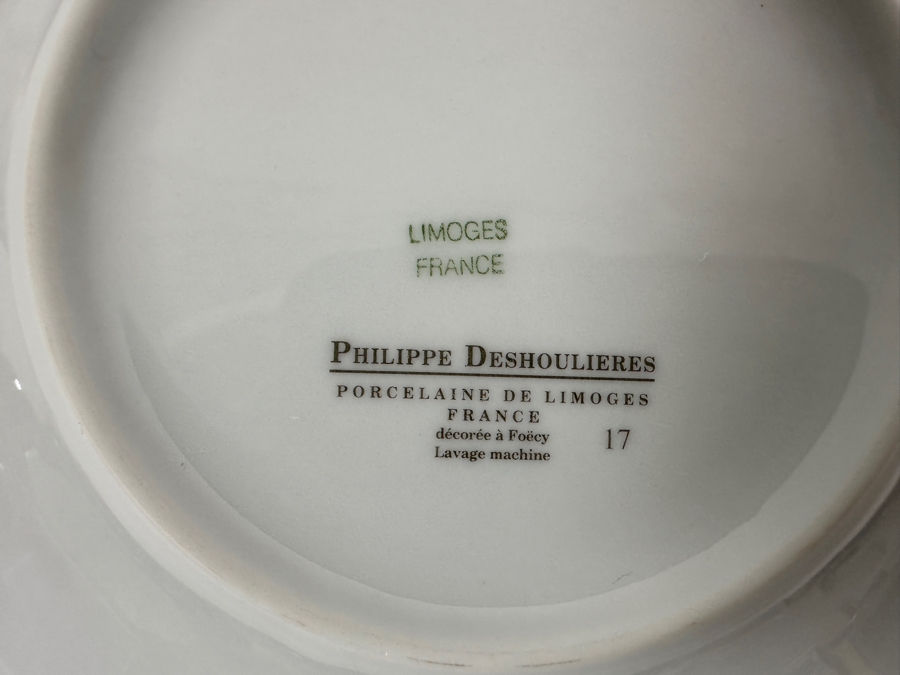 LIMOGES
FRANCE
PHILIPPE DESHOULIERES
PORCELAINE DE LIMOGES
FRANCE
décorée à Foëcy 17
Lavage machine